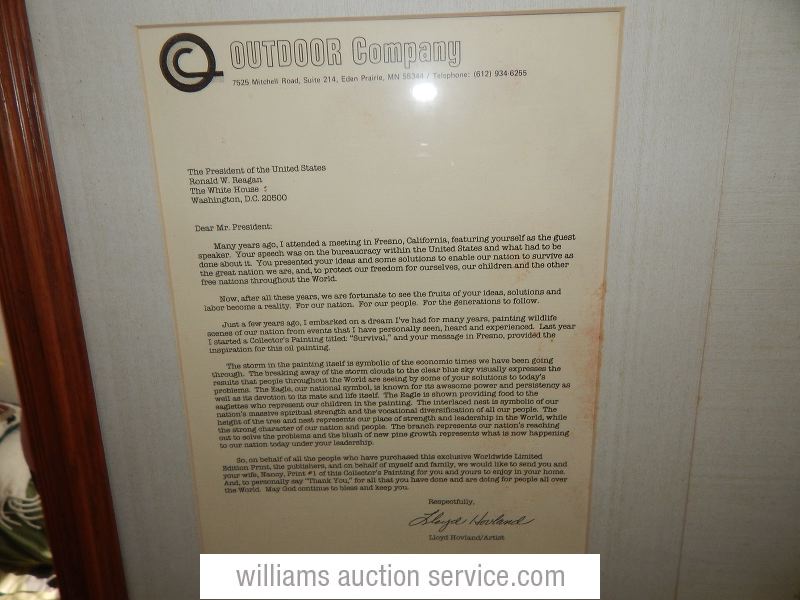 OUTDOOR Company
7525 Mitchell Road, Suite 214, Eden Prairie, MN 55344 / Telephone: (612) 934-6255
The President of the United States
Ronald W. Reagan
The White House
Washington, D.C. 20500
Dear Mr. President:
Many years ago, I attended a meeting in Fresno, California, featuring yourself as the guest
speaker. Your speech was on the bureaucracy within the United States and what had to be
done about it. You presented your ideas and some solutions to enable our nation to survive as
the great nation we are, and, to protect our freedom for ourselves, our children and the other
free nations throughout the World.
Now, after all these years, we are fortunate to see the fruits of your ideas, solutions and
labor become a reality. For our nation. For our people. For the generations to follow.
Just a few years ago, I embarked on a dream I've had for many years, painting wildlife
scenes of our nation from events that I have personally seen, heard and experienced. Last year
I started a Collector's Painting titled: "Survival," and your message in Fresno, provided the
inspiration for this oil painting.
The storm in the painting itself is symbolic of the economic times we have been going
through. The breaking away of the storm clouds to the clear blue sky visually expresses the
results that people throughout the World are seeing by some of your solutions to today's
problems. The Eagle, our national symbol, is known for its awesome power and persistency as
well as its devotion to its mate and life itself. The Eagle is shown providing food to the
eaglettes who represent our children in the painting. The interlaced nest is symbolic of our
nation's massive spiritual strength and the vocational diversification of all our people. The
height of the tree and nest represents our place of strength and leadership in the World, while
the strong character of our nation and people. The branch represents our nation's reaching
out to solve the problems and the blush of new pine growth represents what is now happening
to our nation today under your leadership.
So, on behalf of all the people who have purchased this exclusive Worldwide Limited
Edition Print, the publishers, and on behalf of myself and family, we would like to send you and
your wife, Nancy, Print #1 of this Collector's Painting for you and yours to enjoy in your home.
And, to personally say "Thank You," for all that you have done and are doing for people all over
the World. May God continue to bless and keep you.
Respectfully,
Lloyd Hovland
Lloyd Hovland/Artist
williams auction service.com